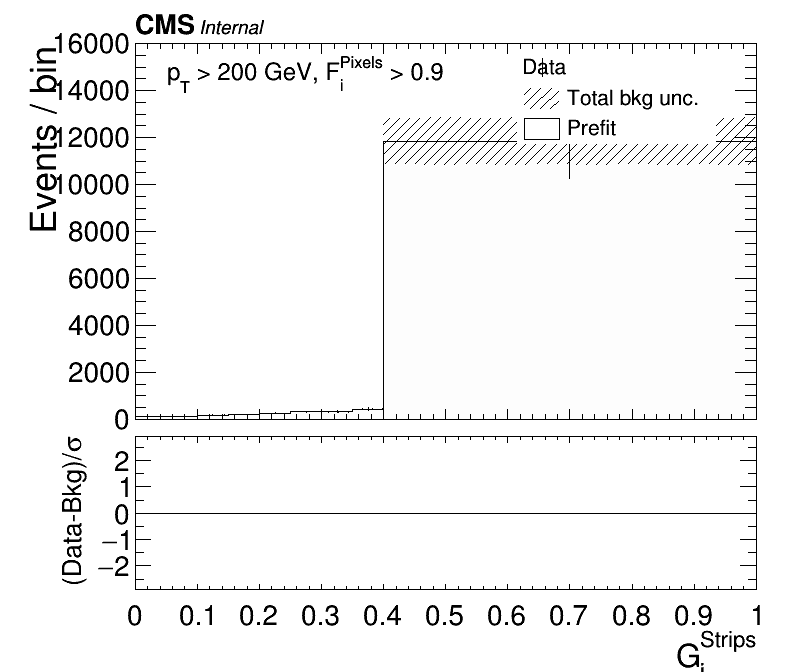 CMS Internal
Events / bin
16000
14000
12000
10000
8000
6000
4000
2000
0
p_T > 200 GeV, F_i^Pixels > 0.9
Data
Total bkg unc.
Prefit
(Data-Bkg)/σ
2
1
0
−1
−2
0 0.1 0.2 0.3 0.4 0.5 0.6 0.7 0.8 0.9 1
G_i^Strips